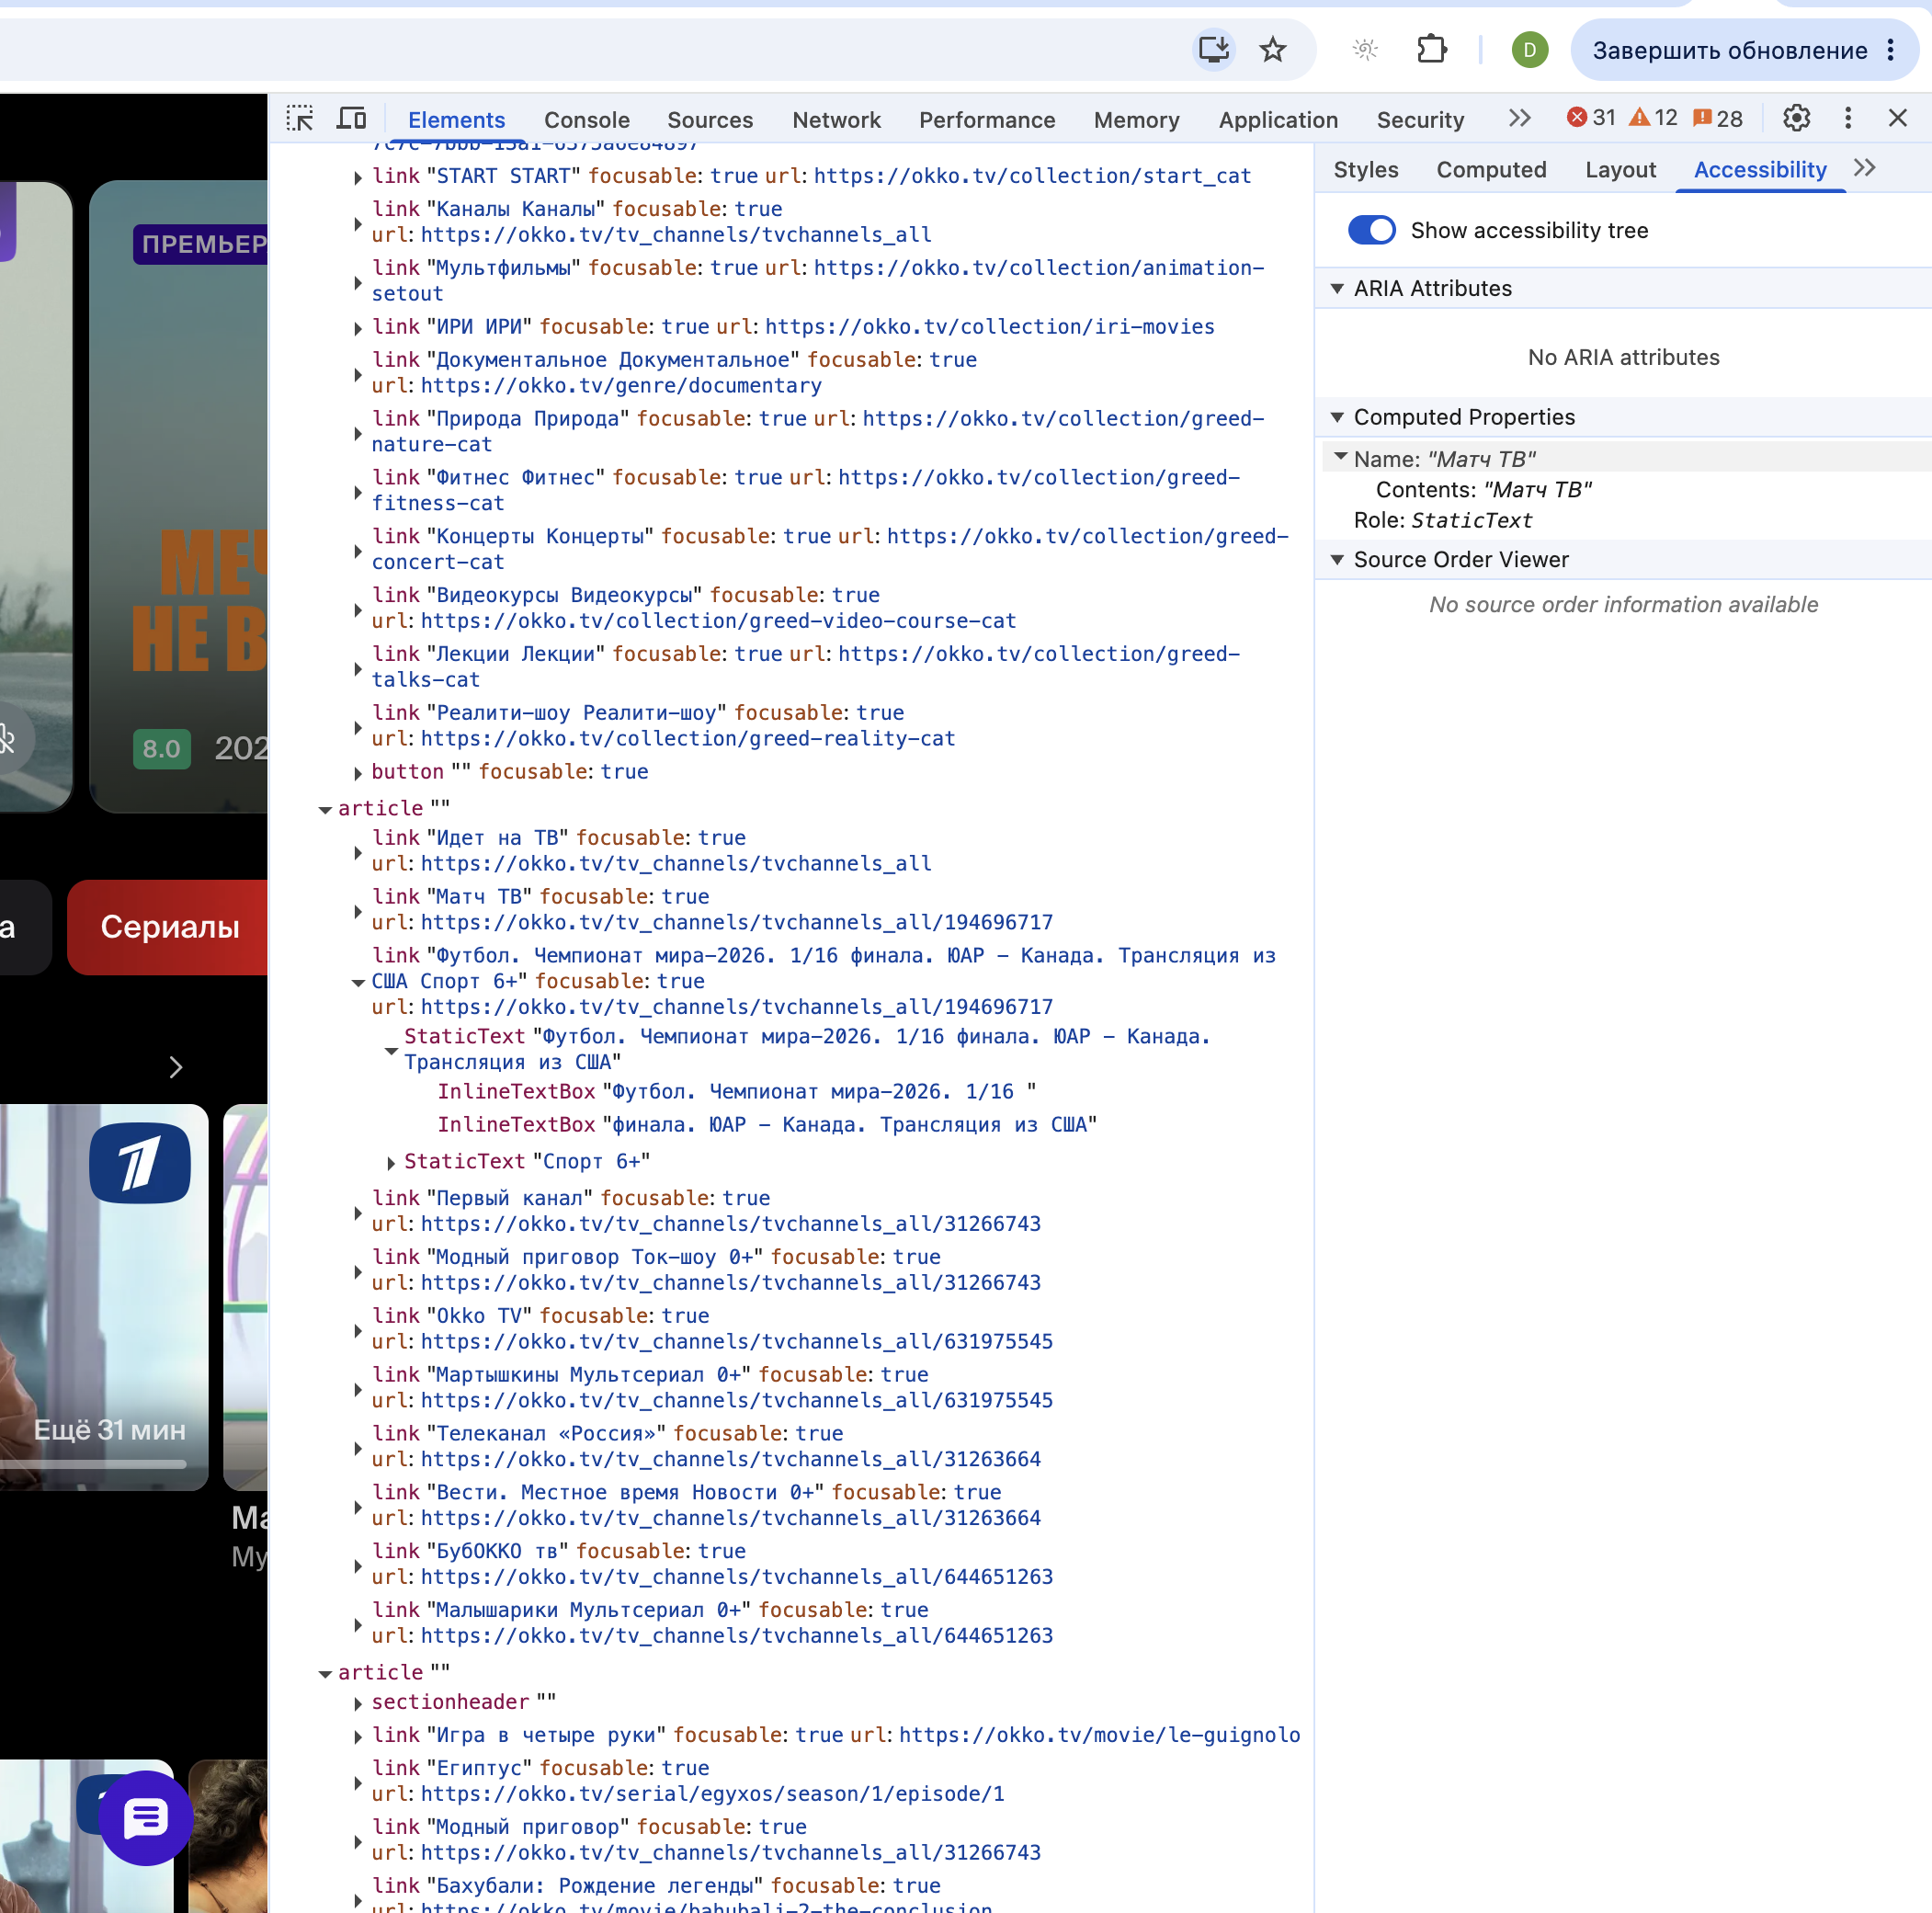 D
Завершить обновление
Elements
Console
Sources
Network
Performance
Memory
Application
Security
31
12
28
Styles
Computed
Layout
Accessibility
Show accessibility tree
ARIA Attributes
No ARIA attributes
Computed Properties
Name: "Матч ТВ"
Contents: "Матч ТВ"
Role: StaticText
Source Order Viewer
No source order information available
link "START START" focusable: true url: https://okko.tv/collection/start_cat
link "Каналы Каналы" focusable: true
url: https://okko.tv/tv_channels/tvchannels_all
link "Мультфильмы" focusable: true url: https://okko.tv/collection/animation-
setout
link "ИРИ ИРИ" focusable: true url: https://okko.tv/collection/iri-movies
link "Документальное Документальное" focusable: true
url: https://okko.tv/genre/documentary
link "Природа Природа" focusable: true url: https://okko.tv/collection/greed-
nature-cat
link "Фитнес Фитнес" focusable: true url: https://okko.tv/collection/greed-
fitness-cat
link "Концерты Концерты" focusable: true url: https://okko.tv/collection/greed-
concert-cat
link "Видеокурсы Видеокурсы" focusable: true
url: https://okko.tv/collection/greed-video-course-cat
link "Лекции Лекции" focusable: true url: https://okko.tv/collection/greed-
talks-cat
link "Реалити-шоу Реалити-шоу" focusable: true
url: https://okko.tv/collection/greed-reality-cat
button "" focusable: true
article ""
link "Идет на ТВ" focusable: true
url: https://okko.tv/tv_channels/tvchannels_all
link "Матч ТВ" focusable: true
url: https://okko.tv/tv_channels/tvchannels_all/194696717
link "Футбол. Чемпионат мира-2026. 1/16 финала. ЮАР - Канада. Трансляция из
США Спорт 6+" focusable: true
url: https://okko.tv/tv_channels/tvchannels_all/194696717
StaticText "Футбол. Чемпионат мира-2026. 1/16 финала. ЮАР - Канада.
Трансляция из США"
InlineTextBox "Футбол. Чемпионат мира-2026. 1/16 "
InlineTextBox "финала. ЮАР - Канада. Трансляция из США"
StaticText "Спорт 6+"
link "Первый канал" focusable: true
url: https://okko.tv/tv_channels/tvchannels_all/31266743
link "Модный приговор Ток-шоу 0+" focusable: true
url: https://okko.tv/tv_channels/tvchannels_all/31266743
link "Okko TV" focusable: true
url: https://okko.tv/tv_channels/tvchannels_all/631975545
link "Мартышкины Мультсериал 0+" focusable: true
url: https://okko.tv/tv_channels/tvchannels_all/631975545
link "Телеканал «Россия»" focusable: true
url: https://okko.tv/tv_channels/tvchannels_all/31263664
link "Вести. Местное время Новости 0+" focusable: true
url: https://okko.tv/tv_channels/tvchannels_all/31263664
link "БубОККО тв" focusable: true
url: https://okko.tv/tv_channels/tvchannels_all/644651263
link "Малышарики Мультсериал 0+" focusable: true
url: https://okko.tv/tv_channels/tvchannels_all/644651263
article ""
sectionheader ""
link "Игра в четыре руки" focusable: true url: https://okko.tv/movie/le-guignolo
link "Египтус" focusable: true
url: https://okko.tv/serial/egyxos/season/1/episode/1
link "Модный приговор" focusable: true
url: https://okko.tv/tv_channels/tvchannels_all/31266743
link "Бахубали: Рождение легенды" focusable: true
url: https://okko.tv/movie/bahubali-2-the-conclusion
ПРЕМЬЕР
МЕЧ
НЕ В
8.0
202
а
Сериалы
1
Ещё 31 мин
Ма
Му